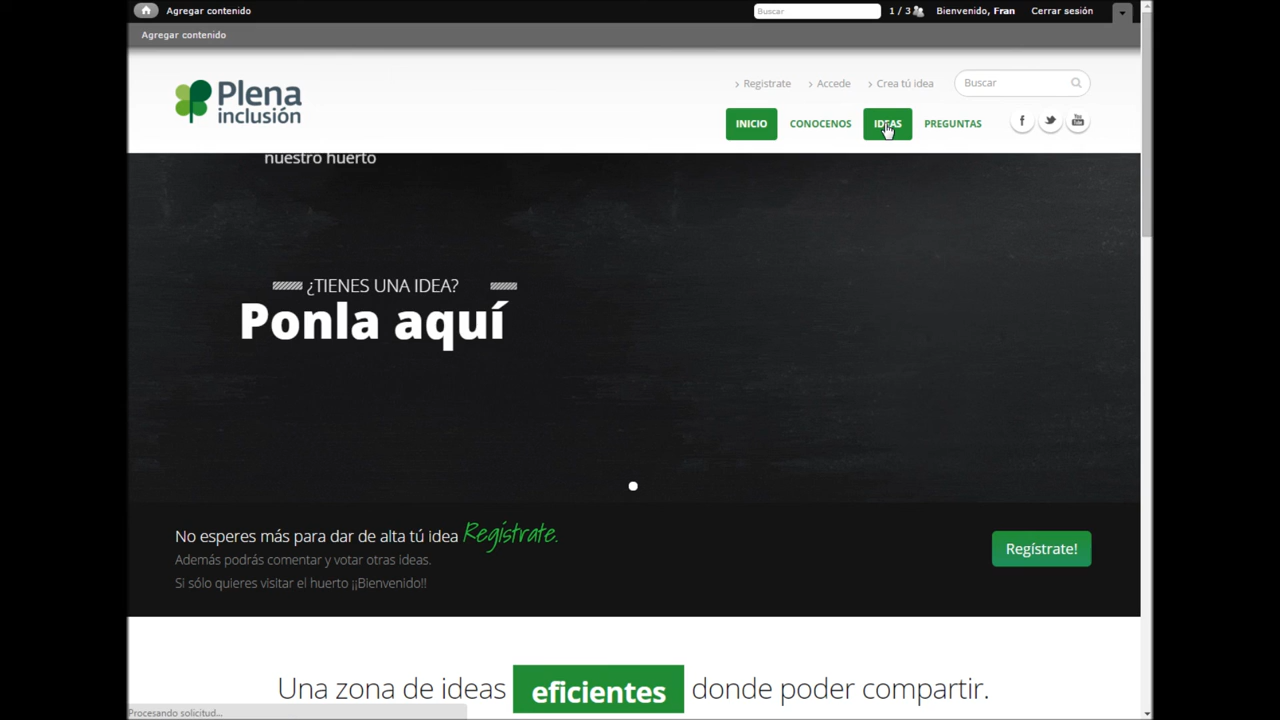 Agregar contenido
Buscar
1 / 3
Bienvenido, Fran
Cerrar sesión
Agregar contenido
Plena
inclusión
Registrate
Accede
Crea tú idea
Buscar
INICIO
CONOCENOS
IDEAS
PREGUNTAS
f
You
Tube
nuestro huerto
¿TIENES UNA IDEA?
Ponla aquí
No esperes más para dar de alta tú idea Regístrate.
Además podrás comentar y votar otras ideas.
Si sólo quieres visitar el huerto ¡¡Bienvenido!!
Regístrate!
Una zona de ideas eficientes donde poder compartir.
Procesando solicitud...